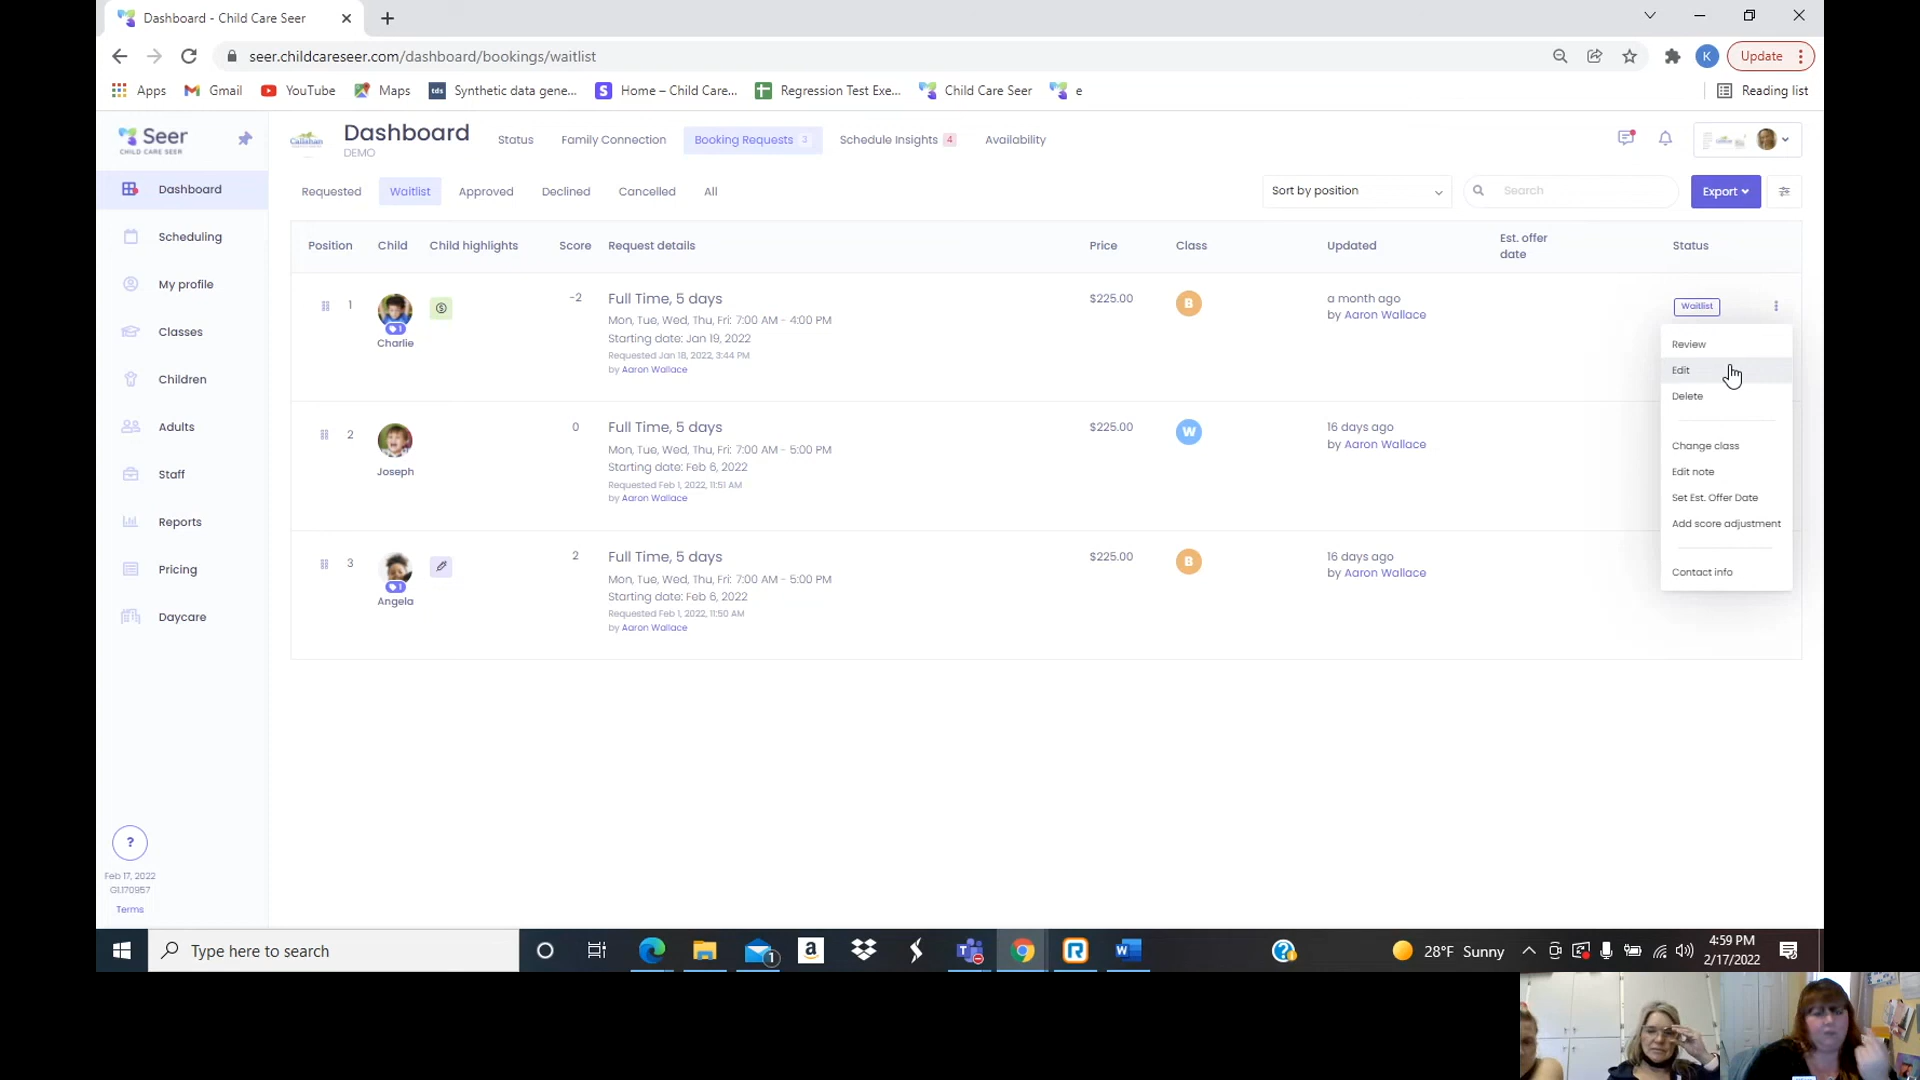 Dashboard - Child Care Seer
seer.childcareseer.com/dashboard/bookings/waitlist
K
Update
Apps
Gmail
YouTube
Maps
tds
Synthetic data gene...
S
Home – Child Care...
Regression Test Exe...
Child Care Seer
e
Reading list
Seer
CHILD CARE SEER
Callahan
Dashboard
DEMO
Status
Family Connection
Booking Requests 3
Schedule Insights 4
Availability
Dashboard
Scheduling
My profile
Classes
Children
Adults
Staff
Reports
Pricing
Daycare
?
Feb 17, 2022
G1.170957
Terms
Requested
Waitlist
Approved
Declined
Cancelled
All
Sort by position
Search
Export
Position
Child
Child highlights
Score
Request details
Price
Class
Updated
Est. offer
date
Status
1
1
Charlie
-2
Full Time, 5 days
Mon, Tue, Wed, Thu, Fri: 7:00 AM - 4:00 PM
Starting date: Jan 19, 2022
Requested Jan 18, 2022, 3:44 PM
by Aaron Wallace
$225.00
B
a month ago
by Aaron Wallace
Waitlist
2
Joseph
0
Full Time, 5 days
Mon, Tue, Wed, Thu, Fri: 7:00 AM - 5:00 PM
Starting date: Feb 6, 2022
Requested Feb 1, 2022, 11:51 AM
by Aaron Wallace
$225.00
W
16 days ago
by Aaron Wallace
3
1
Angela
2
Full Time, 5 days
Mon, Tue, Wed, Thu, Fri: 7:00 AM - 5:00 PM
Starting date: Feb 6, 2022
Requested Feb 1, 2022, 11:50 AM
by Aaron Wallace
$225.00
B
16 days ago
by Aaron Wallace
Review
Edit
Delete
Change class
Edit note
Set Est. Offer Date
Add score adjustment
Contact info
Type here to search
1
28°F Sunny
4:59 PM
2/17/2022